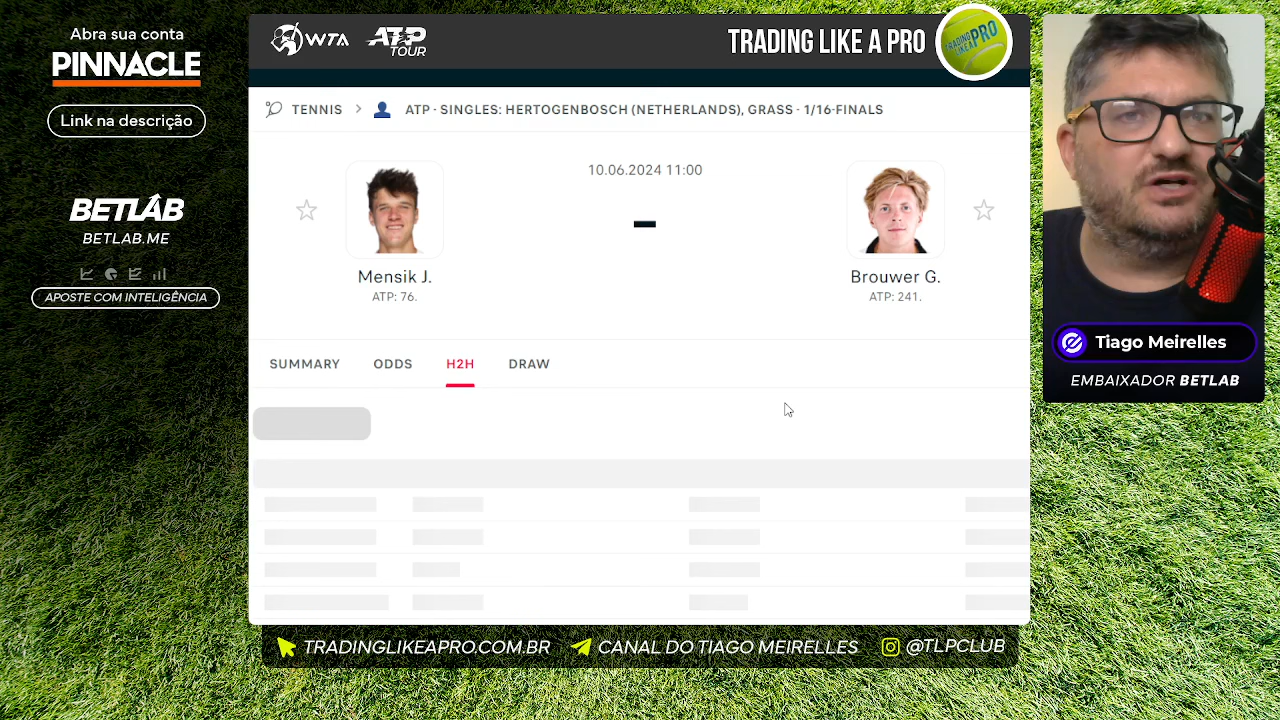 Abra sua conta
PINNACLE
Link na descrição
BETLAB
BETLAB.ME
APOSTE COM INTELIGÊNCIA
WTA
ATP
TOUR
TRADING LIKE A PRO
TRADING
LIKE A PRO
TENNIS > ATP - SINGLES: HERTOGENBOSCH (NETHERLANDS), GRASS - 1/16-FINALS
10.06.2024 11:00
-
Mensik J.
ATP: 76.
Brouwer G.
ATP: 241.
SUMMARY ODDS H2H DRAW
Tiago Meirelles
EMBAIXADOR BETLAB
TRADINGLIKEAPRO.COM.BR CANAL DO TIAGO MEIRELLES @TLPCLUB